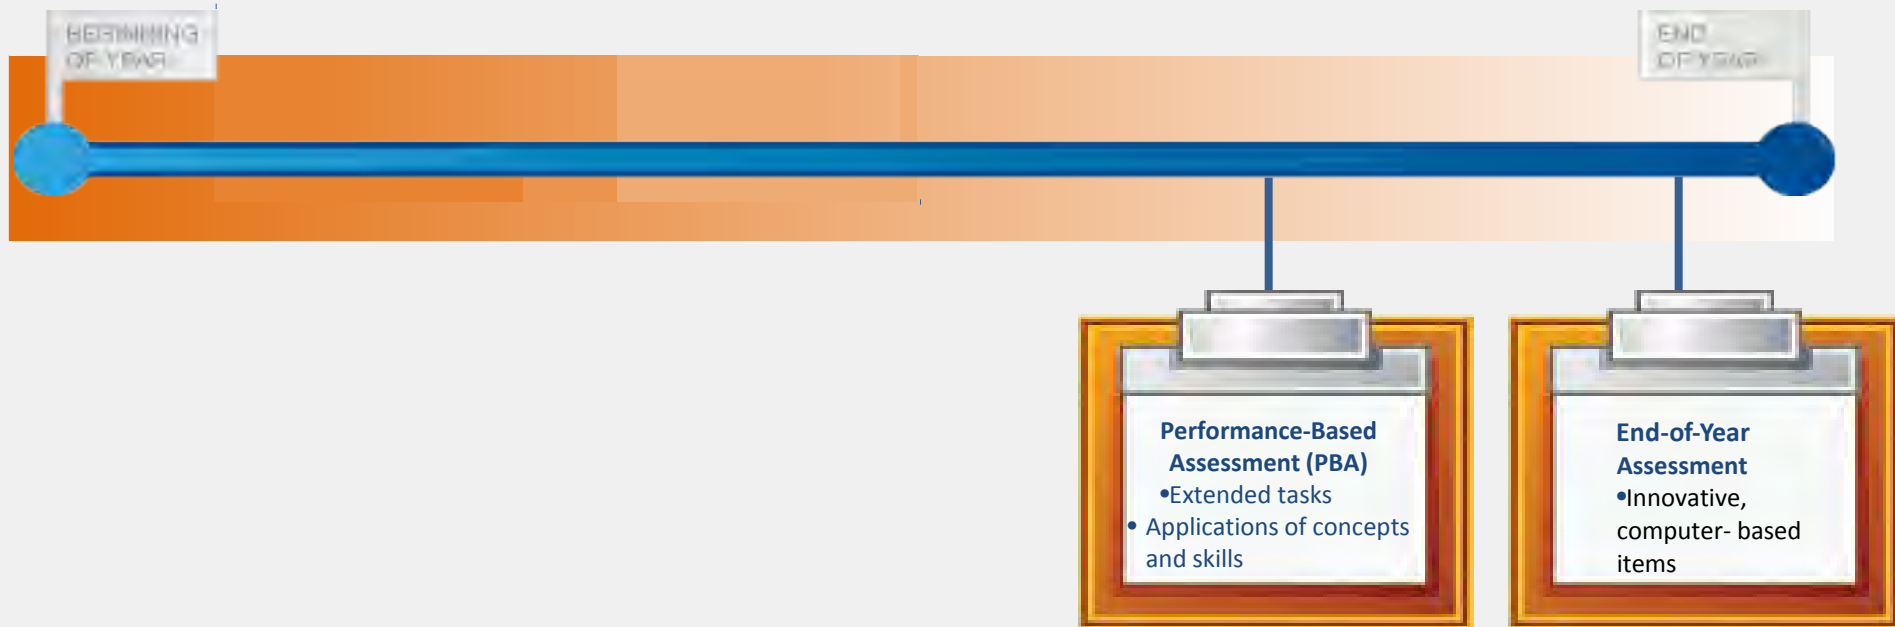 BEGINNING
OF YEAR
END
OF YEAR
Performance-Based
Assessment (PBA)
•Extended tasks
• Applications of concepts
and skills
End-of-Year
Assessment
•Innovative,
computer- based
items